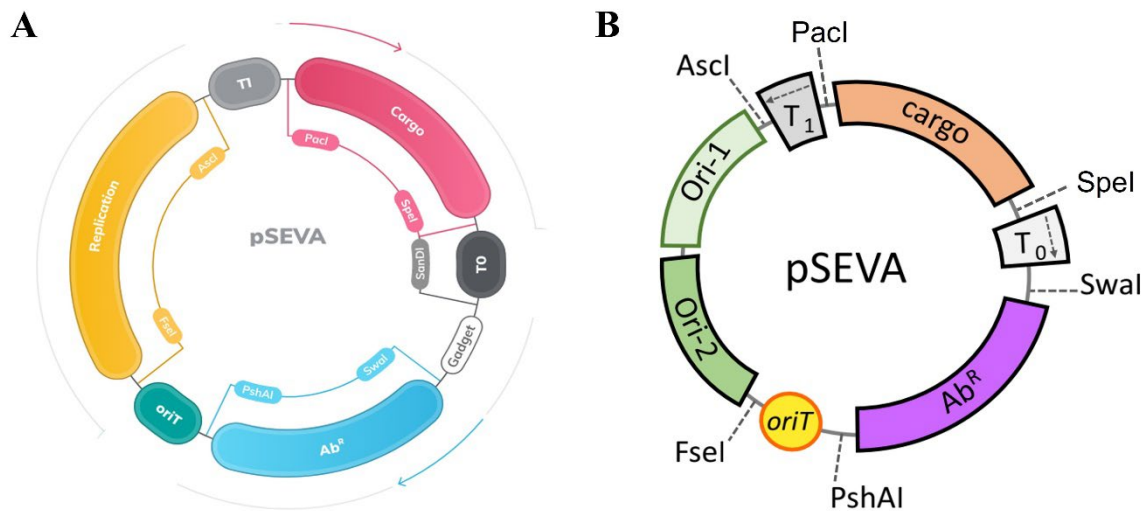 A
T1
Cargo
PacI
AscI
Replication
SpeI
pSEVA
SanDI
T0
Gadget
FseI
SwaI
PshAI
oriT
Ab^R
B
PacI
AscI
T1
cargo
Ori-1
SpeI
T0
pSEVA
SwaI
Ori-2
Ab^R
oriT
FseI
PshAI